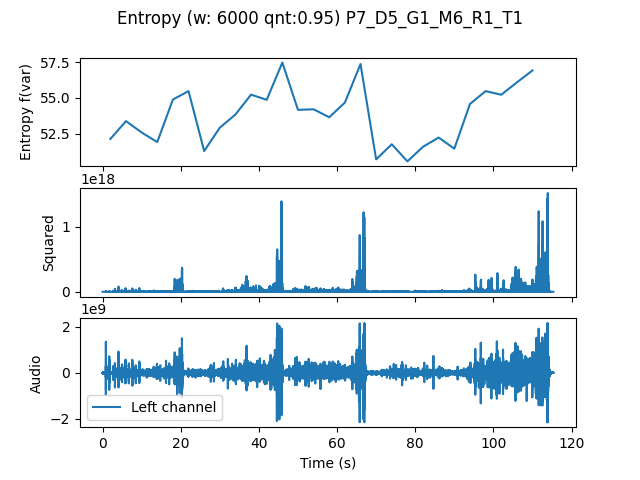 Entropy (w: 6000 qnt:0.95) P7_D5_G1_M6_R1_T1
57.5
55.0
52.5
Entropy f(var)
1e18
1
0
Squared
1e9
2
0
−2
Audio
Left channel
0 20 40 60 80 100 120
Time (s)